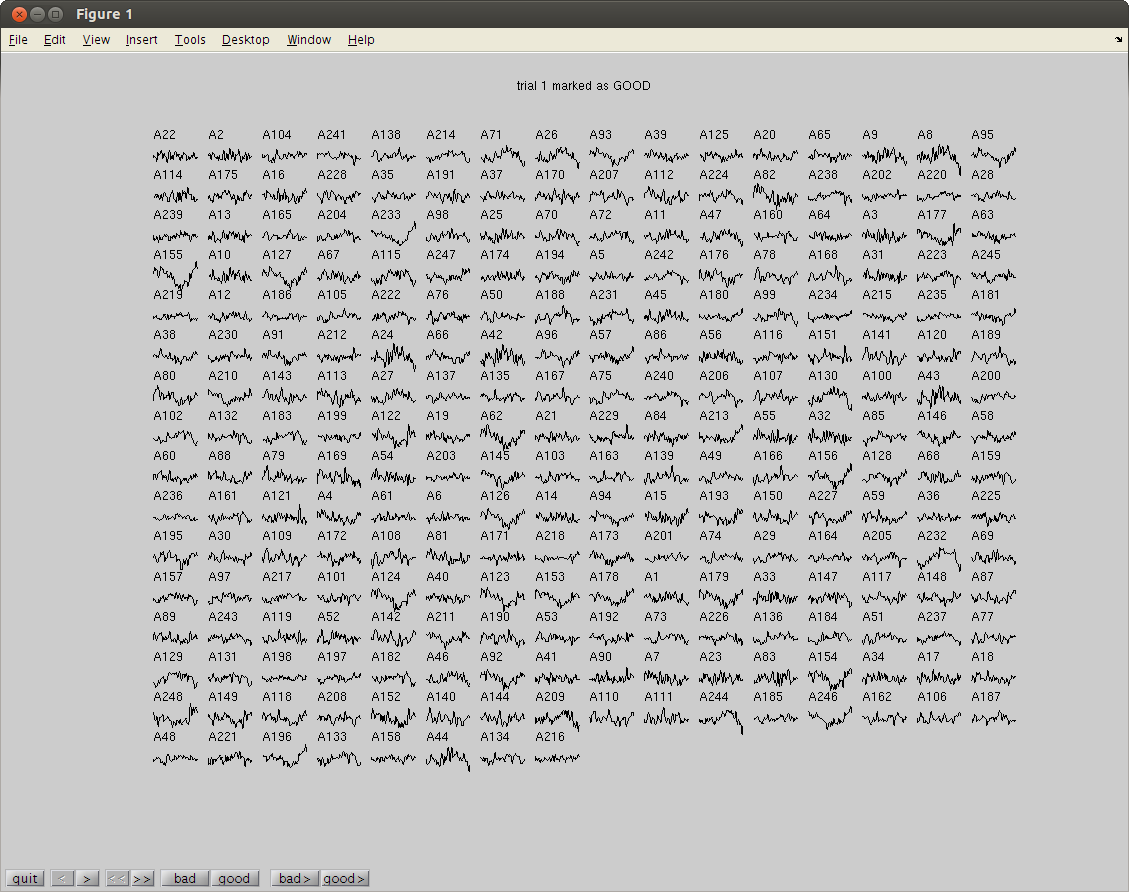 Figure 1
File Edit View Insert Tools Desktop Window Help
trial 1 marked as GOOD
A22 A2 A104 A241 A138 A214 A71 A26 A93 A39 A125 A20 A65 A9 A8 A95
A114 A175 A16 A228 A35 A191 A37 A170 A207 A112 A224 A82 A238 A202 A220 A28
A239 A13 A165 A204 A233 A98 A25 A70 A72 A11 A47 A160 A64 A3 A177 A63
A155 A10 A127 A67 A115 A247 A174 A194 A5 A242 A176 A78 A168 A31 A223 A245
A219 A12 A186 A105 A222 A76 A50 A188 A231 A45 A180 A99 A234 A215 A235 A181
A38 A230 A91 A212 A24 A66 A42 A96 A57 A86 A56 A116 A151 A141 A120 A189
A80 A210 A143 A113 A27 A137 A135 A167 A75 A240 A206 A107 A130 A100 A43 A200
A102 A132 A183 A199 A122 A19 A62 A21 A229 A84 A213 A55 A32 A85 A146 A58
A60 A88 A79 A169 A54 A203 A145 A103 A163 A139 A49 A166 A156 A128 A68 A159
A236 A161 A121 A4 A61 A6 A126 A14 A94 A15 A193 A150 A227 A59 A36 A225
A195 A30 A109 A172 A108 A81 A171 A218 A173 A201 A74 A29 A164 A205 A232 A69
A157 A97 A217 A101 A124 A40 A123 A153 A178 A1 A179 A33 A147 A117 A148 A87
A89 A243 A119 A52 A142 A211 A190 A53 A192 A73 A226 A136 A184 A51 A237 A77
A129 A131 A198 A197 A182 A46 A92 A41 A90 A7 A23 A83 A154 A34 A17 A18
A248 A149 A118 A208 A152 A140 A144 A209 A110 A111 A244 A185 A246 A162 A106 A187
A48 A221 A196 A133 A158 A44 A134 A216
quit < > << >> bad good bad> good>